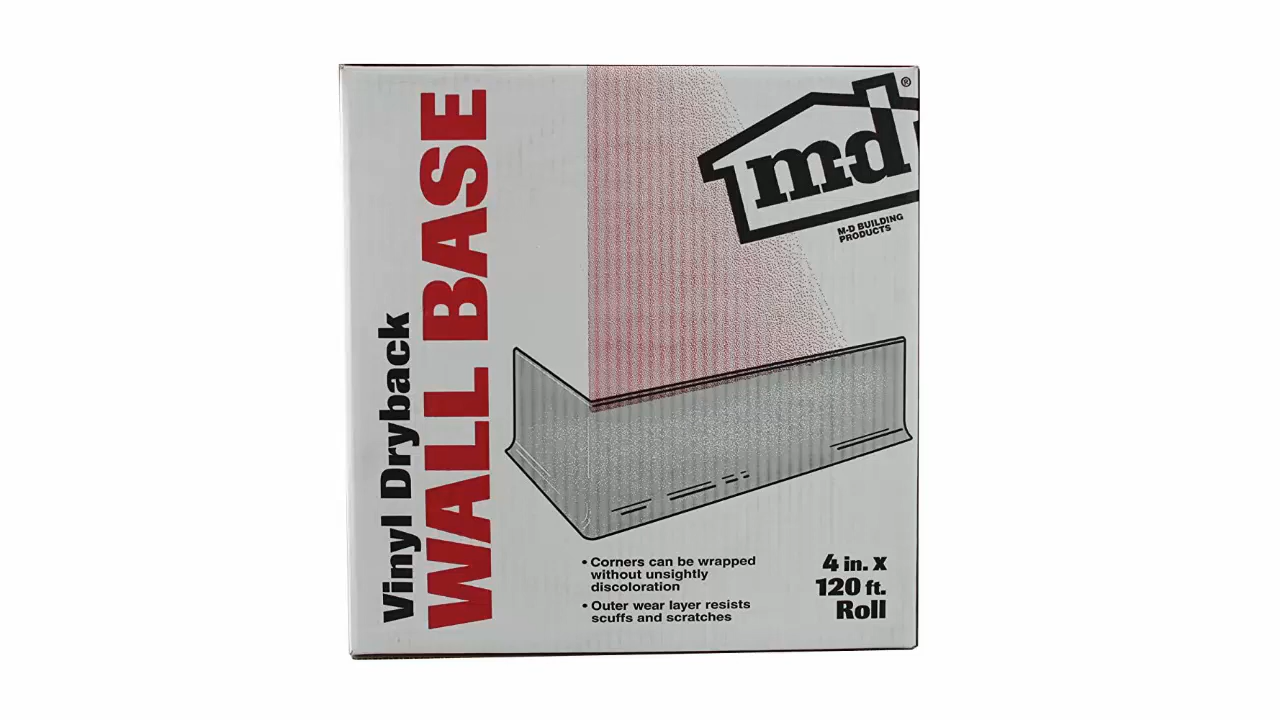 Vinyl Dryback
WALL BASE
m-d
®
M-D BUILDING
PRODUCTS
• Corners can be wrapped
without unsightly
discoloration
• Outer wear layer resists
scuffs and scratches
4 in. x
120 ft.
Roll